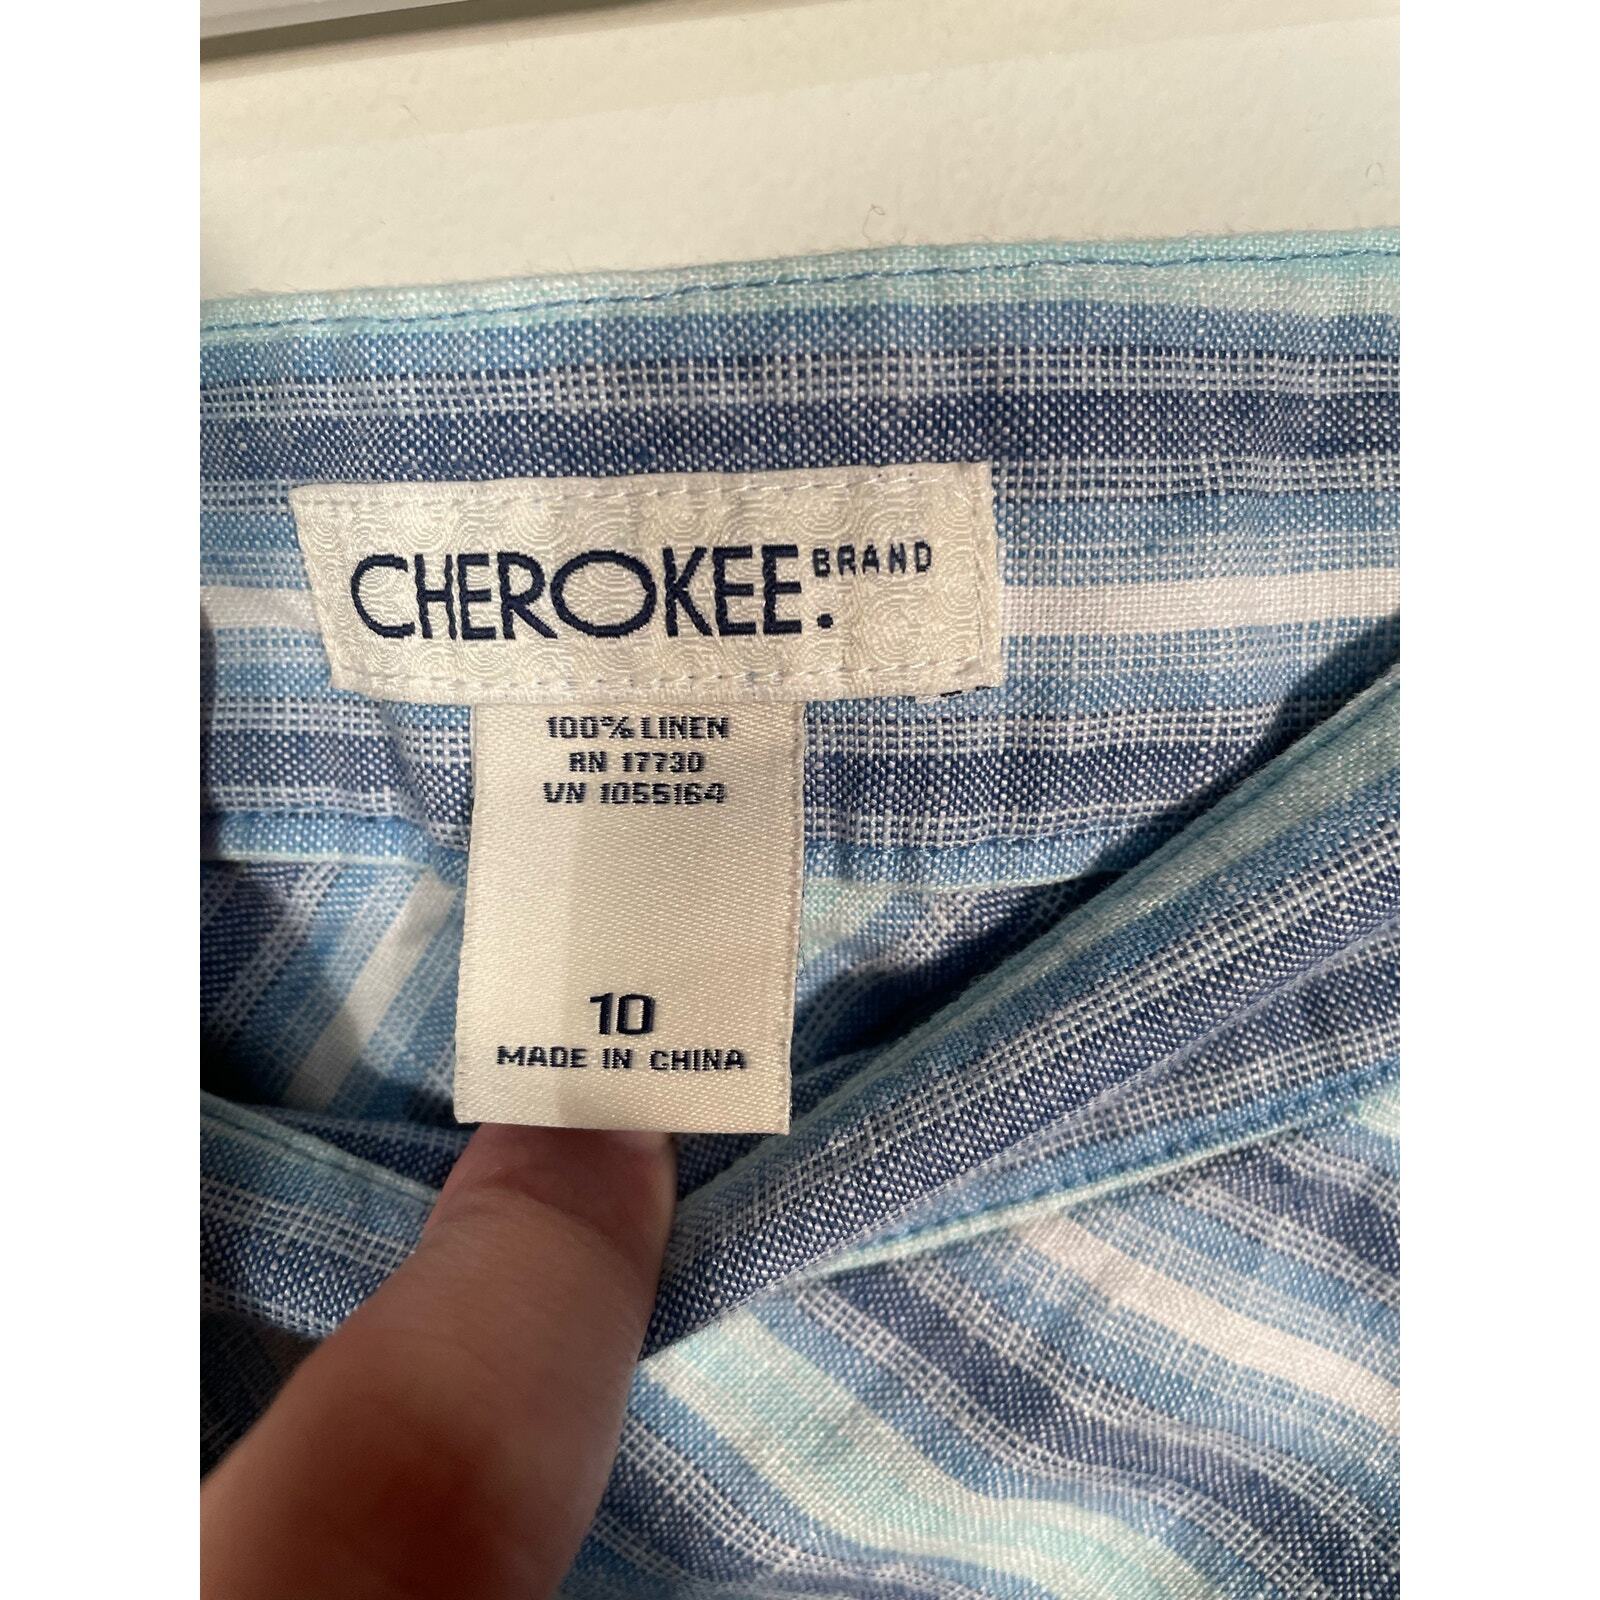 CHEROKEE. BRAND
100% LINEN
RN 17730
VN 1055164
10
MADE IN CHINA